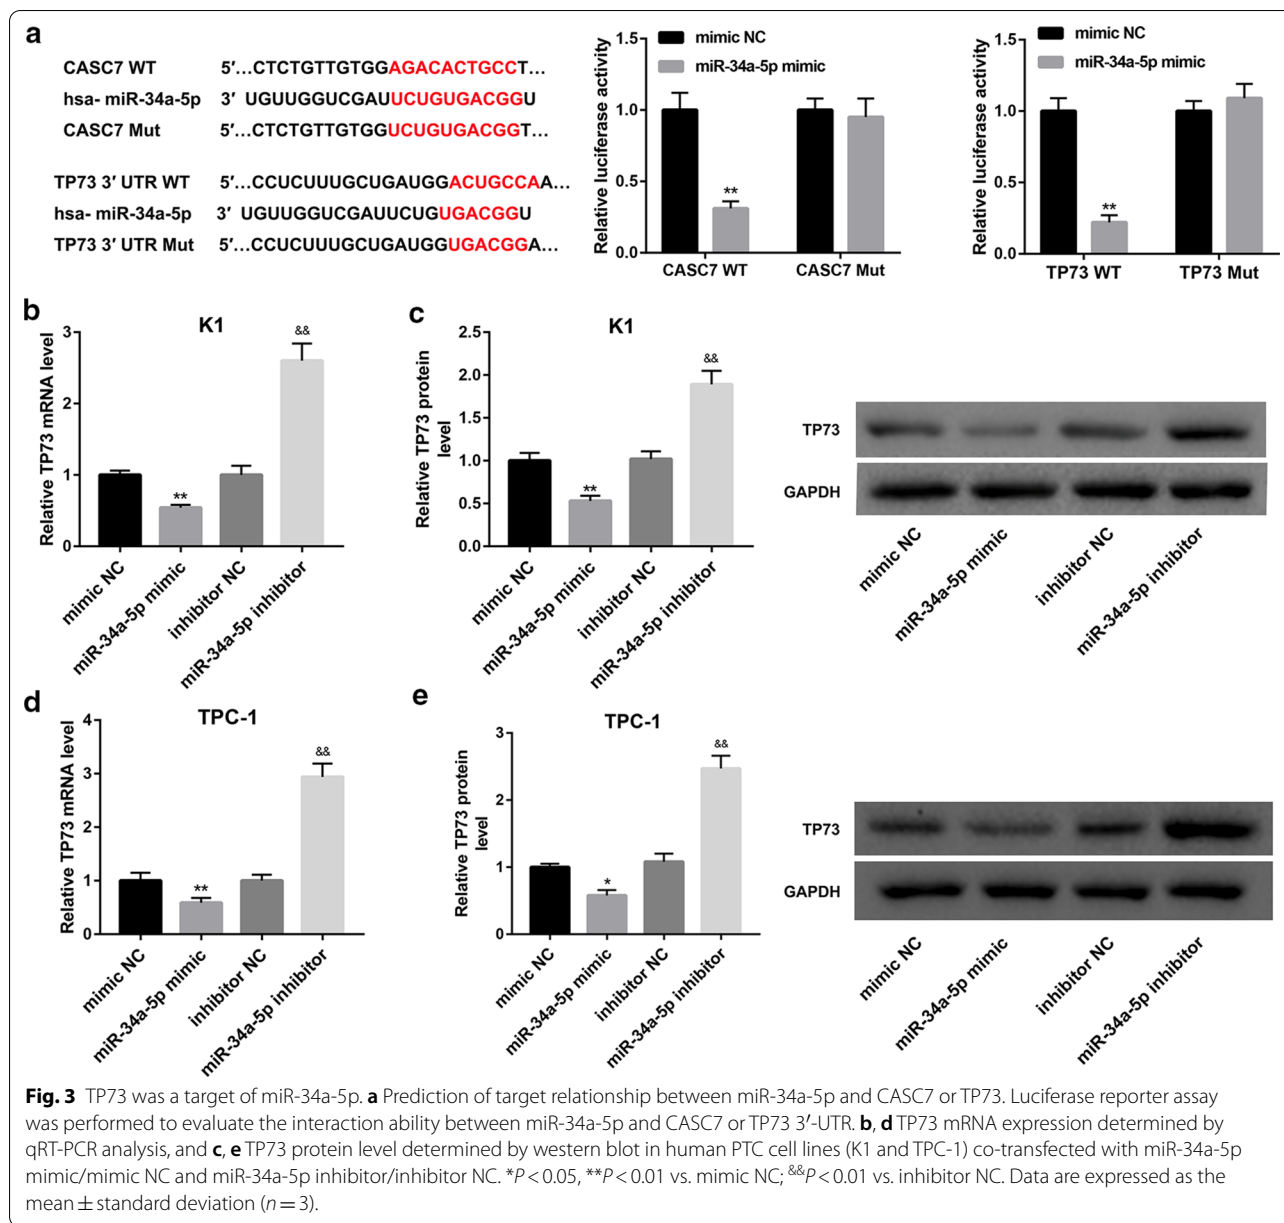 a
CASC7 WT 5′...CTCTGTTGTGGAGACACTGCCT...
hsa- miR-34a-5p 3′ UGUUGGUCGAUUCUGUGACGGU
CASC7 Mut 5′...CTCTGTTGTGGUCUGUGACGGT...
TP73 3′ UTR WT 5′...CCUCUUUGCUGAUGGACUGCCAA...
hsa- miR-34a-5p 3′ UGUUGGUCGAUUCUGUGACGGU
TP73 3′ UTR Mut 5′...CCUCUUUGCUGAUGGUGACGGA...
Relative luciferase activity
1.5
1.0
0.5
0.0
mimic NC
miR-34a-5p mimic
**
CASC7 WT CASC7 Mut
Relative luciferase activity
1.5
1.0
0.5
0.0
mimic NC
miR-34a-5p mimic
**
TP73 WT TP73 Mut
b
K1
Relative TP73 mRNA level
3
2
1
0
**
&&
mimic NC
miR-34a-5p mimic
inhibitor NC
miR-34a-5p inhibitor
c
K1
Relative TP73 protein
level
2.5
2.0
1.5
1.0
0.5
0.0
**
&&
mimic NC
miR-34a-5p mimic
inhibitor NC
miR-34a-5p inhibitor
TP73
GAPDH
mimic NC
miR-34a-5p mimic
inhibitor NC
miR-34a-5p inhibitor
d
TPC-1
Relative TP73 mRNA level
4
3
2
1
0
**
&&
mimic NC
miR-34a-5p mimic
inhibitor NC
miR-34a-5p inhibitor
e
TPC-1
Relative TP73 protein
level
3
2
1
0
*
&&
mimic NC
miR-34a-5p mimic
inhibitor NC
miR-34a-5p inhibitor
TP73
GAPDH
mimic NC
miR-34a-5p mimic
inhibitor NC
miR-34a-5p inhibitor
Fig. 3 TP73 was a target of miR-34a-5p. a Prediction of target relationship between miR-34a-5p and CASC7 or TP73. Luciferase reporter assay
was performed to evaluate the interaction ability between miR-34a-5p and CASC7 or TP73 3′-UTR. b, d TP73 mRNA expression determined by
qRT-PCR analysis, and c, e TP73 protein level determined by western blot in human PTC cell lines (K1 and TPC-1) co-transfected with miR-34a-5p
mimic/mimic NC and miR-34a-5p inhibitor/inhibitor NC. *P < 0.05, **P < 0.01 vs. mimic NC; &&P < 0.01 vs. inhibitor NC. Data are expressed as the
mean ± standard deviation (n = 3).